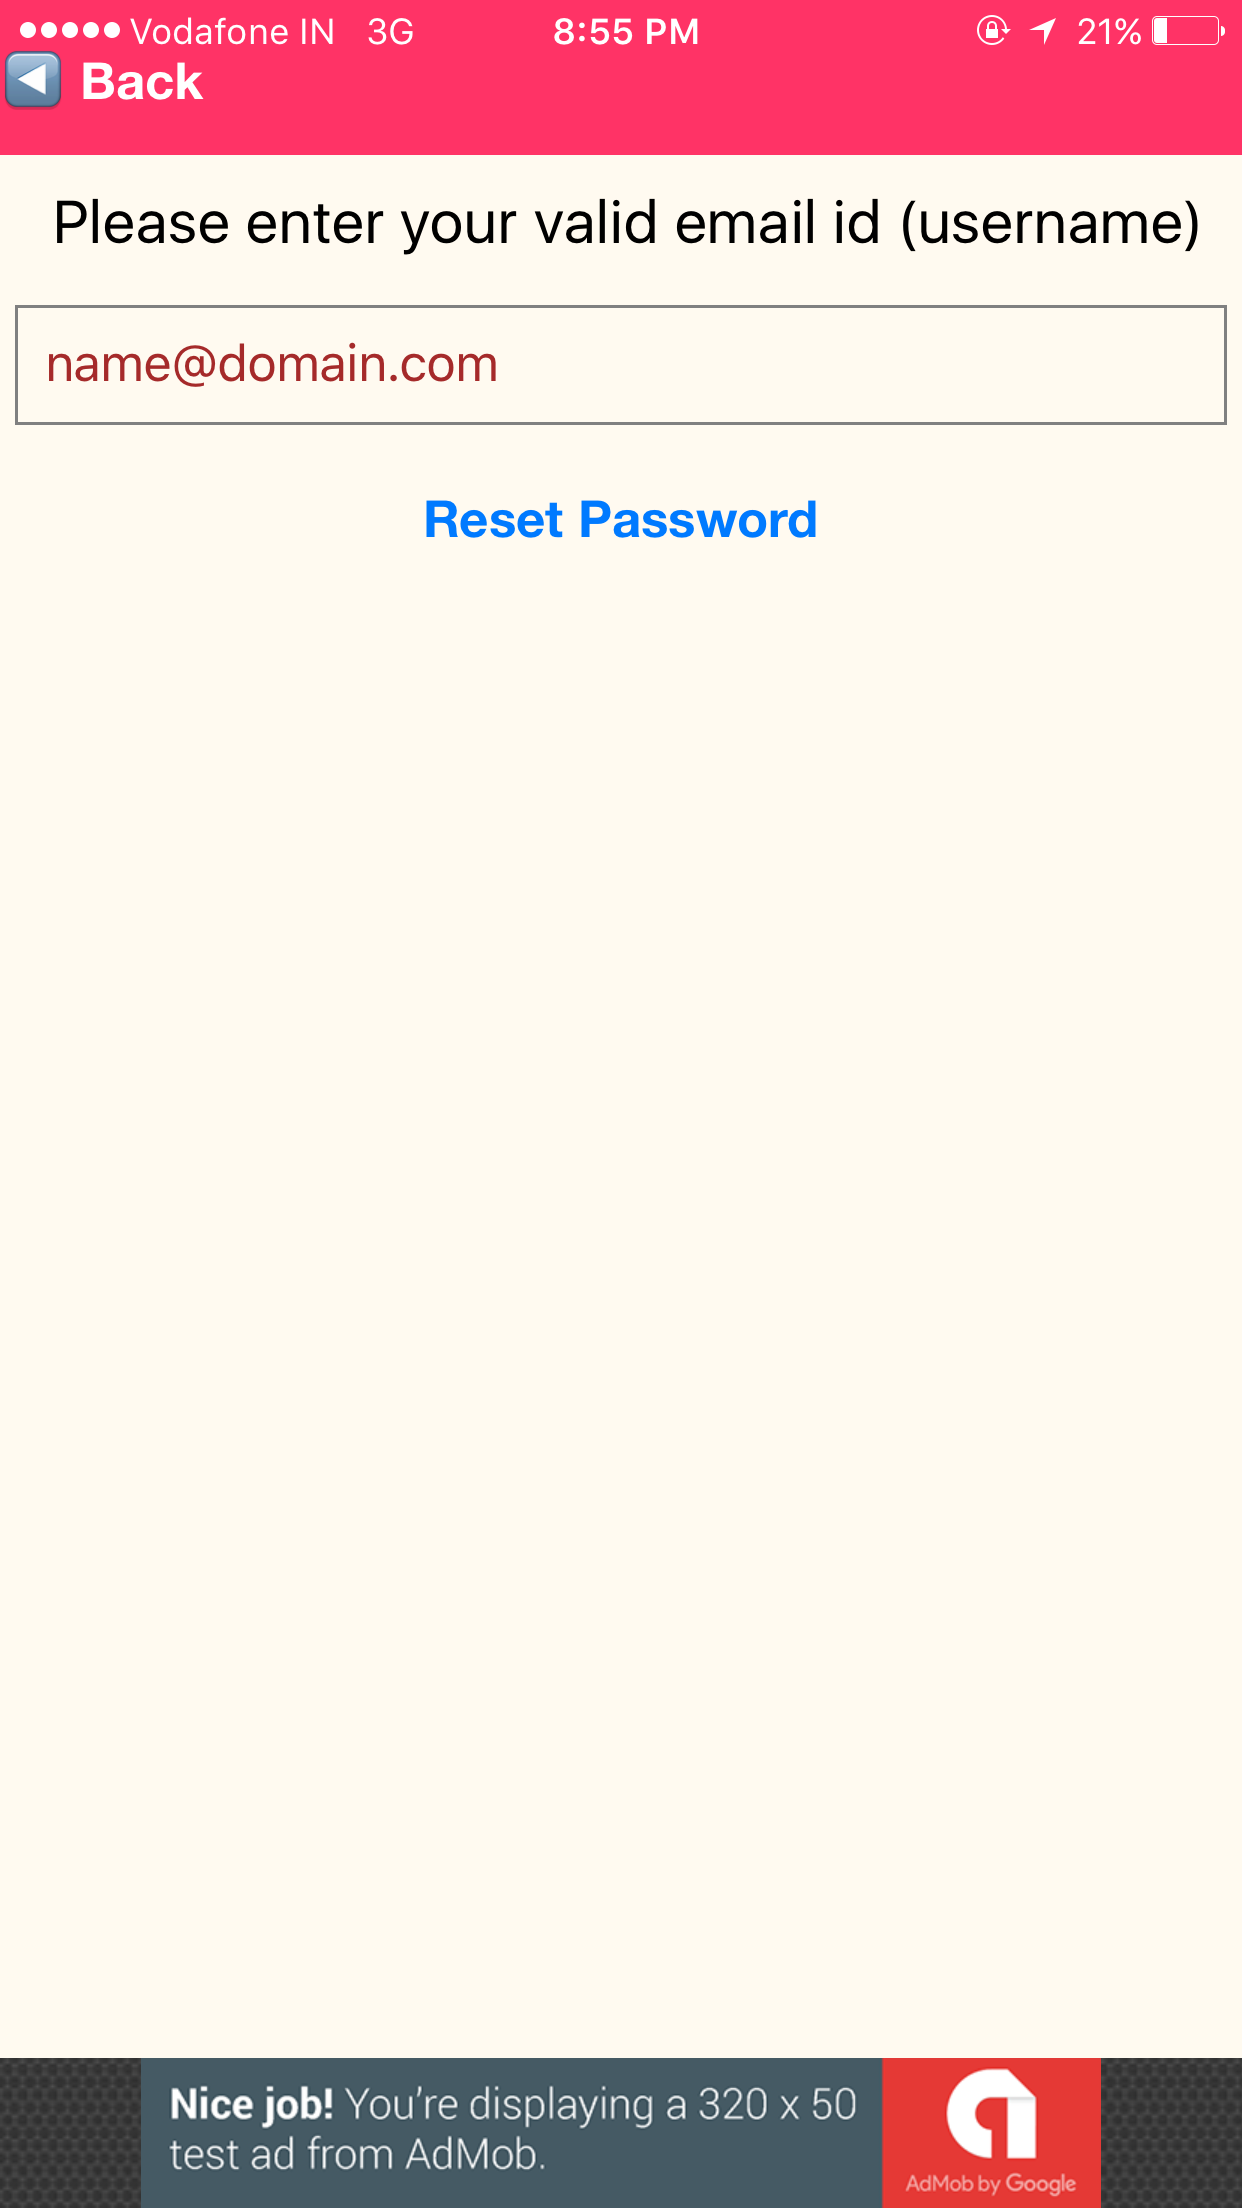 Vodafone IN 3G 8:55 PM 21%
Back
Please enter your valid email id (username)
name@domain.com
Reset Password
Nice job! You're displaying a 320 x 50
test ad from AdMob.
AdMob by Google